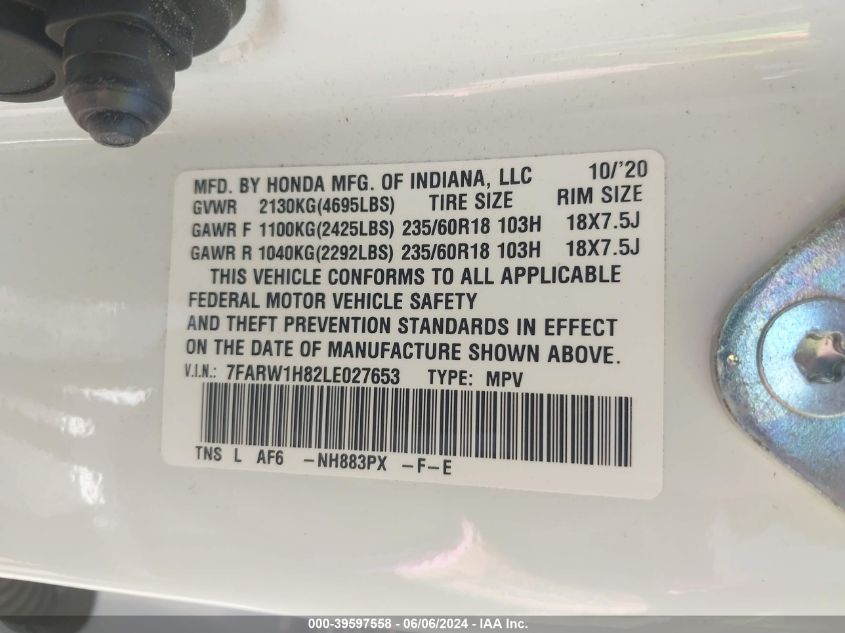 MFD. BY HONDA MFG. OF INDIANA, LLC 10/'20
GVWR 2130KG(4695LBS) TIRE SIZE RIM SIZE
GAWR F 1100KG(2425LBS) 235/60R18 103H 18X7.5J
GAWR R 1040KG(2292LBS) 235/60R18 103H 18X7.5J
THIS VEHICLE CONFORMS TO ALL APPLICABLE
FEDERAL MOTOR VEHICLE SAFETY
AND THEFT PREVENTION STANDARDS IN EFFECT
ON THE DATE OF MANUFACTURE SHOWN ABOVE.
V.I.N.: 7FARW1H82LE027653 TYPE: MPV
TNS L AF6 -NH883PX -F-E
000-39597558 - 06/06/2024 - IAA Inc.